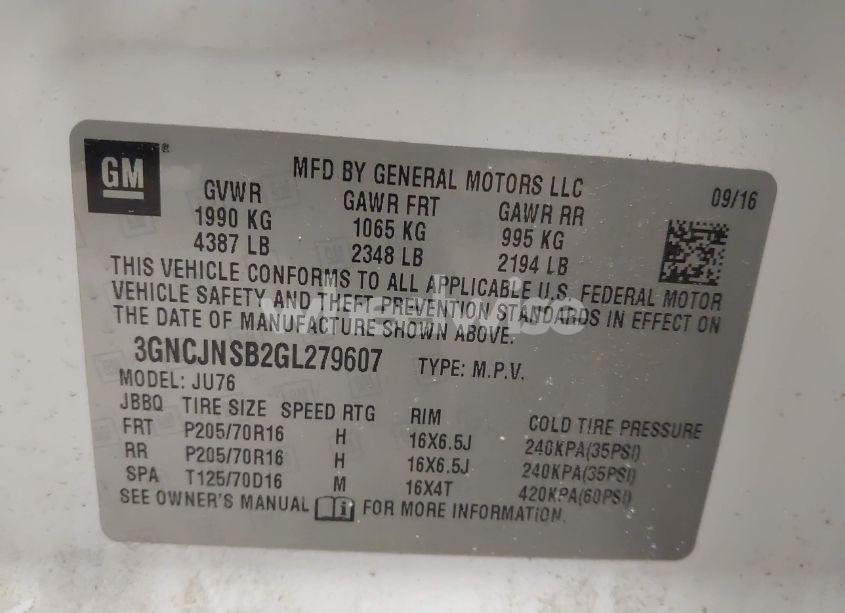 GM
MFD BY GENERAL MOTORS LLC 09/16
GVWR GAWR FRT GAWR RR
1990 KG 1065 KG 995 KG
4387 LB 2348 LB 2194 LB
THIS VEHICLE CONFORMS TO ALL APPLICABLE U.S. FEDERAL MOTOR
VEHICLE SAFETY AND THEFT PREVENTION STANDARDS IN EFFECT ON
THE DATE OF MANUFACTURE SHOWN ABOVE.
3GNCJNSB2GL279607 TYPE: M.P.V.
MODEL: JU76
JBBQ TIRE SIZE SPEED RTG RIM COLD TIRE PRESSURE
FRT P205/70R16 H 16X6.5J 240KPA(35PSI)
RR P205/70R16 H 16X6.5J 240KPA(35PSI)
SPA T125/70D16 M 16X4T 420KPA(60PSI)
SEE OWNER'S MANUAL FOR MORE INFORMATION.